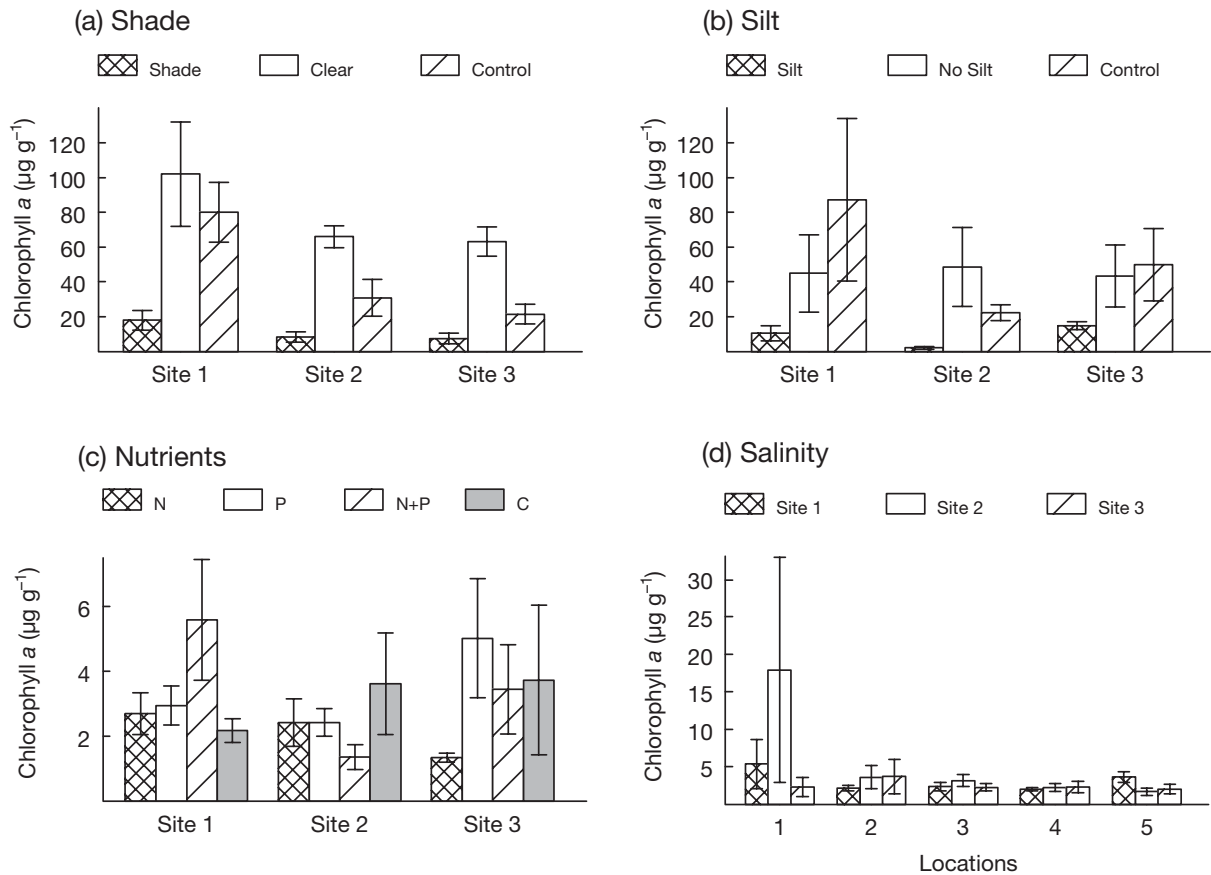 (a) Shade
Shade Clear Control
Chlorophyll a (µg g–1)
120
100
80
60
40
20
Site 1 Site 2 Site 3
(b) Silt
Silt No Silt Control
Chlorophyll a (µg g–1)
120
100
80
60
40
20
Site 1 Site 2 Site 3
(c) Nutrients
N P N+P C
Chlorophyll a (µg g–1)
6
4
2
Site 1 Site 2 Site 3
(d) Salinity
Site 1 Site 2 Site 3
Chlorophyll a (µg g–1)
30
25
20
15
10
5
1 2 3 4 5
Locations